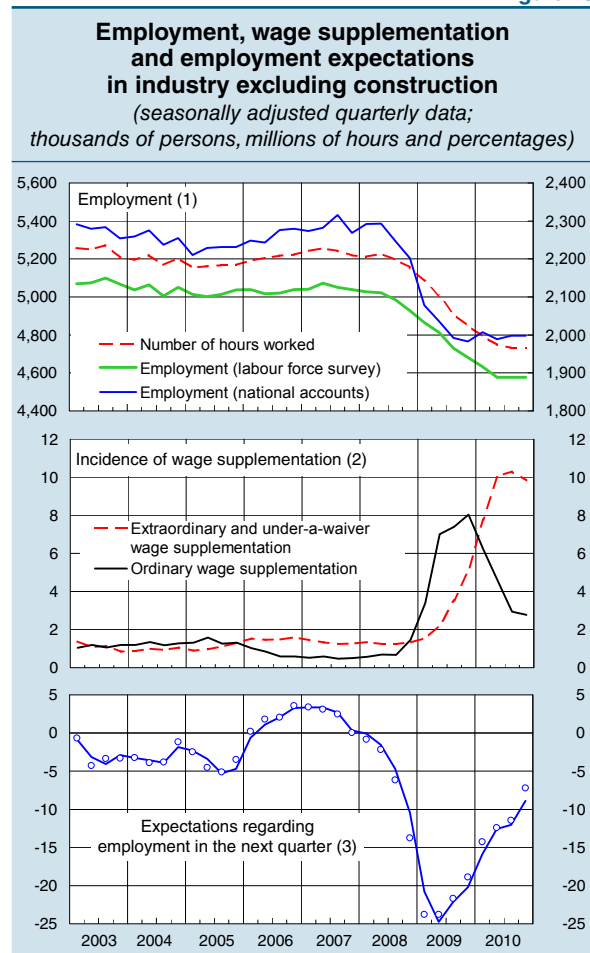 Employment, wage supplementation
and employment expectations
in industry excluding construction
(seasonally adjusted quarterly data;
thousands of persons, millions of hours and percentages)
5,600 2,400
Employment (1)
5,400 2,300
5,200 2,200
5,000 2,100
4,800 2,000
Number of hours worked
Employment (labour force survey)
4,600 1,900
Employment (national accounts)
4,400 1,800
12 12
Incidence of wage supplementation (2)
10 10
8 8
Extraordinary and under-a-waiver
wage supplementation
6 6
Ordinary wage supplementation
4 4
2 2
0 0
5 5
0 0
-5 -5
-10 -10
Expectations regarding
employment in the next quarter (3)
-15 -15
-20 -20
-25 -25
2003 2004 2005 2006 2007 2008 2009 2010